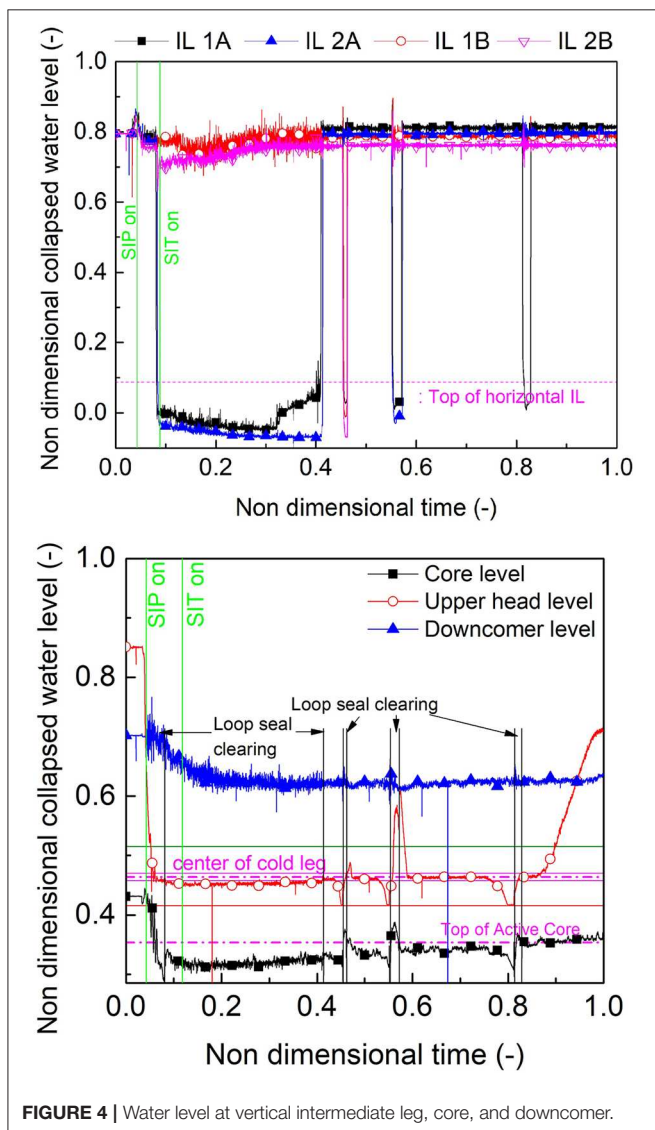 IL 1A IL 2A IL 1B IL 2B
Non dimensional collapsed water level (-)
1.0
0.8
0.6
0.4
0.2
0.0
SIP on
SIT on
: Top of horizontal IL
0.0 0.2 0.4 0.6 0.8 1.0
Non dimensional time (-)
Non dimensional collapsed water level (-)
1.0
0.8
0.6
0.4
SIP on
SIT on
Core level
Upper head level
Downcomer level
Loop seal clearing
Loop seal
clearing
center of cold leg
Top of Active Core
0.0 0.2 0.4 0.6 0.8 1.0
Non dimensional time (-)
FIGURE 4 | Water level at vertical intermediate leg, core, and downcomer.